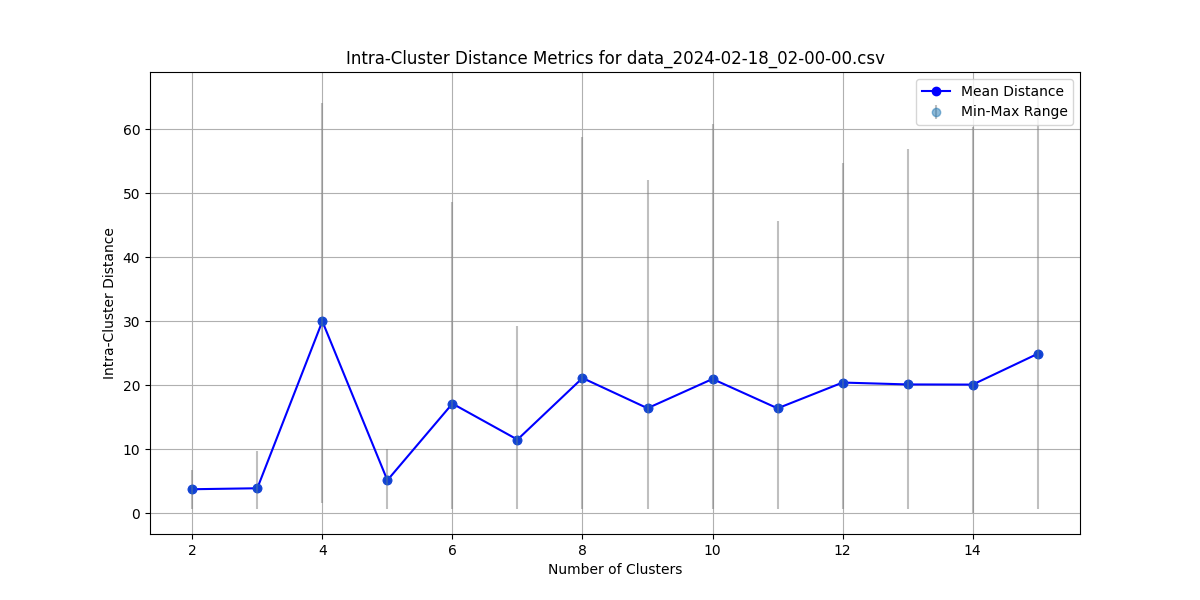 Intra-Cluster Distance Metrics for data_2024-02-18_02-00-00.csv
Mean Distance
Min-Max Range
Intra-Cluster Distance
60
50
40
30
20
10
0
2 4 6 8 10 12 14
Number of Clusters